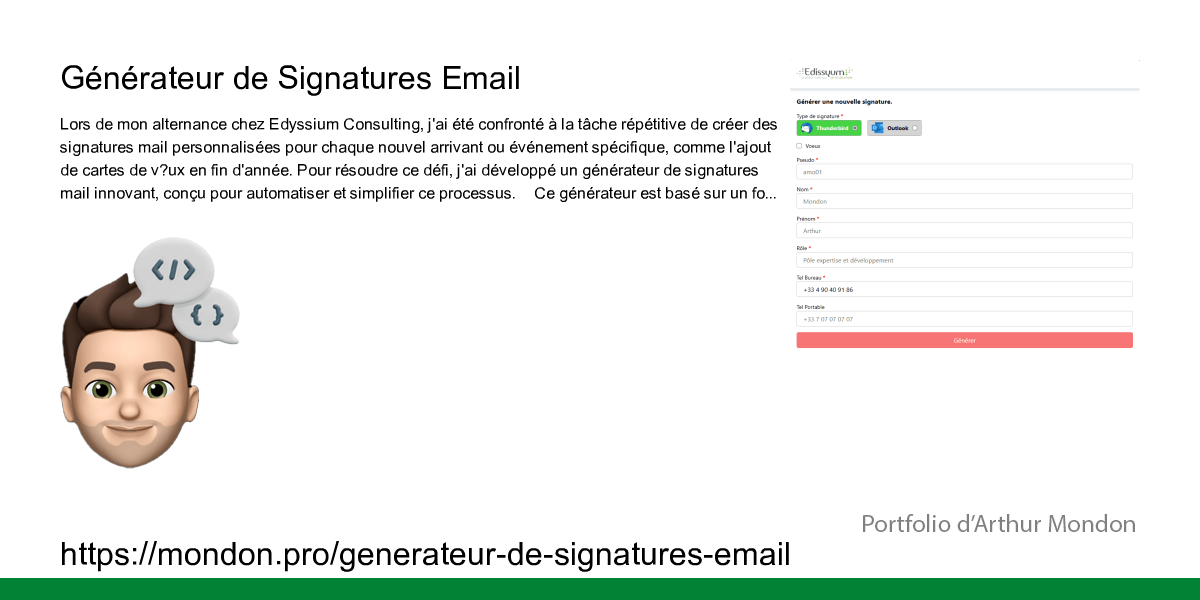 Générateur de Signatures Email
Lors de mon alternance chez Edyssium Consulting, j'ai été confronté à la tâche répétitive de créer des
signatures mail personnalisées pour chaque nouvel arrivant ou événement spécifique, comme l'ajout
de cartes de v?ux en fin d'année. Pour résoudre ce défi, j'ai développé un générateur de signatures
mail innovant, conçu pour automatiser et simplifier ce processus. Ce générateur est basé sur un fo...
</> 
{ }
Edissyum
Générer une nouvelle signature.
Type de signature *
Thunderbird
Outlook
Voeux
Pseudo *
amo01
Nom *
Mondon
Prénom *
Arthur
Rôle *
Pôle expertise et développement
Tel Bureau *
+33 4 90 40 91 86
Tel Portable
+33 7 07 07 07 07
Générer
Portfolio d'Arthur Mondon
https://mondon.pro/generateur-de-signatures-email